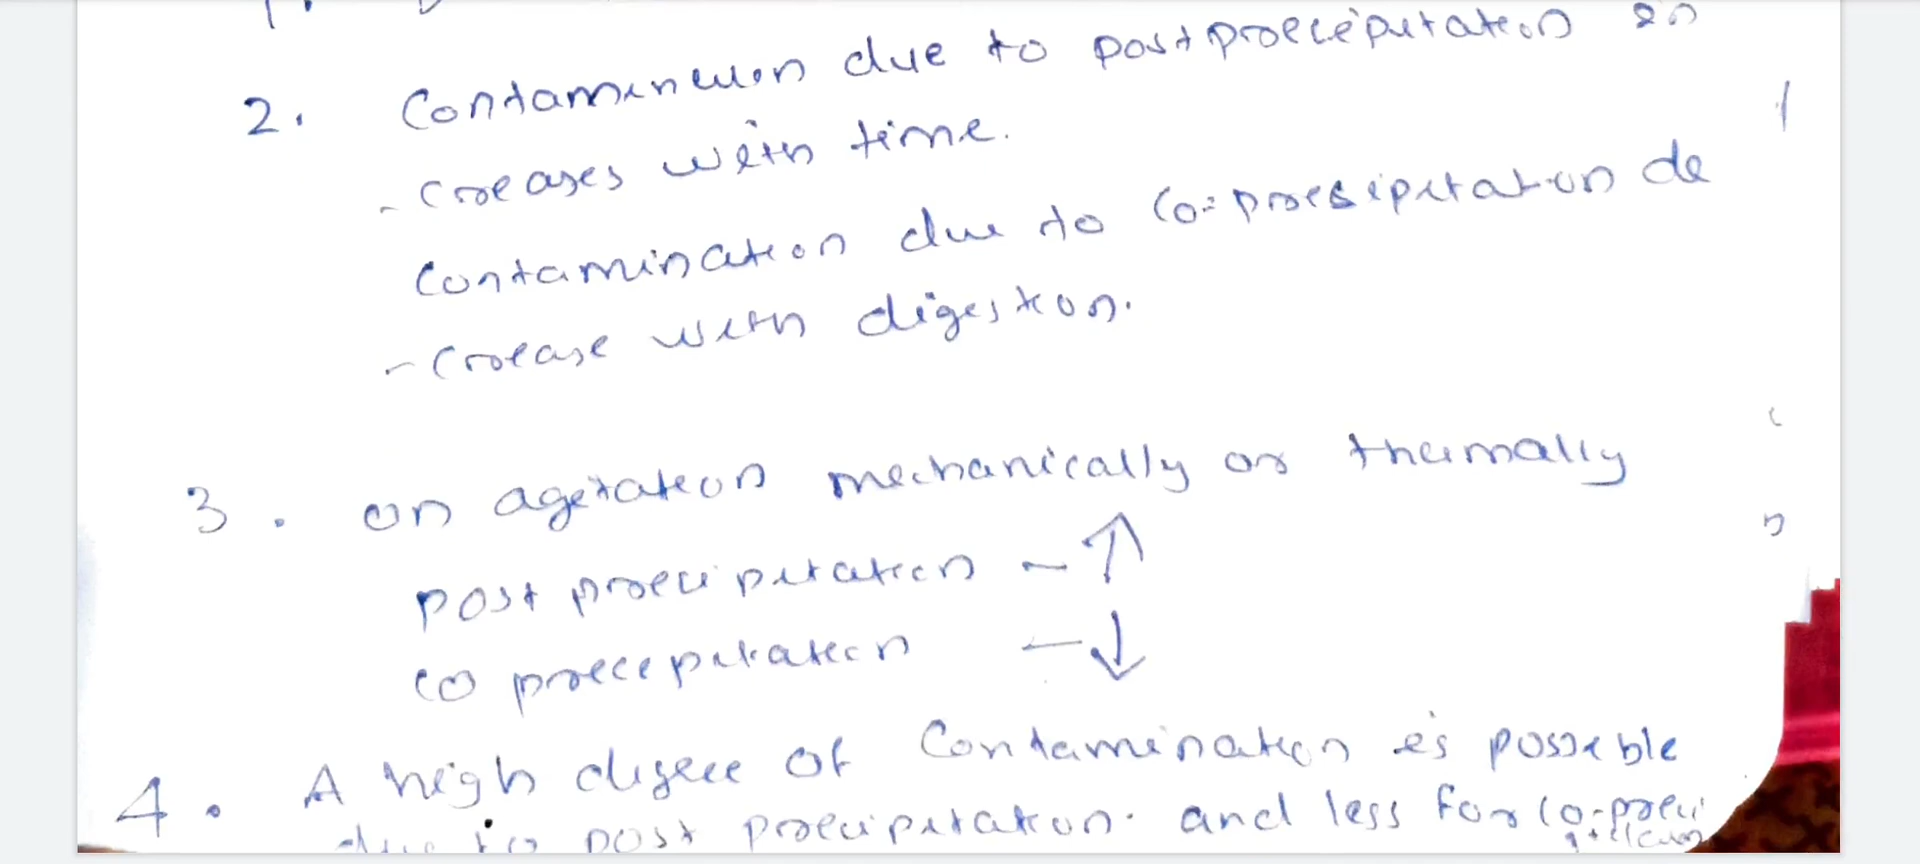 2. Contamination due to post precipitation in
- creases with time.
Contamination due to co-precipitation de
- crease with digestion.
3. on agitation mechanically or thermally
post precipitation - ↑
co precipitation - ↓
4. A high degree of Contamination is possible
due to post precipitation. and less for co-preci
pitation